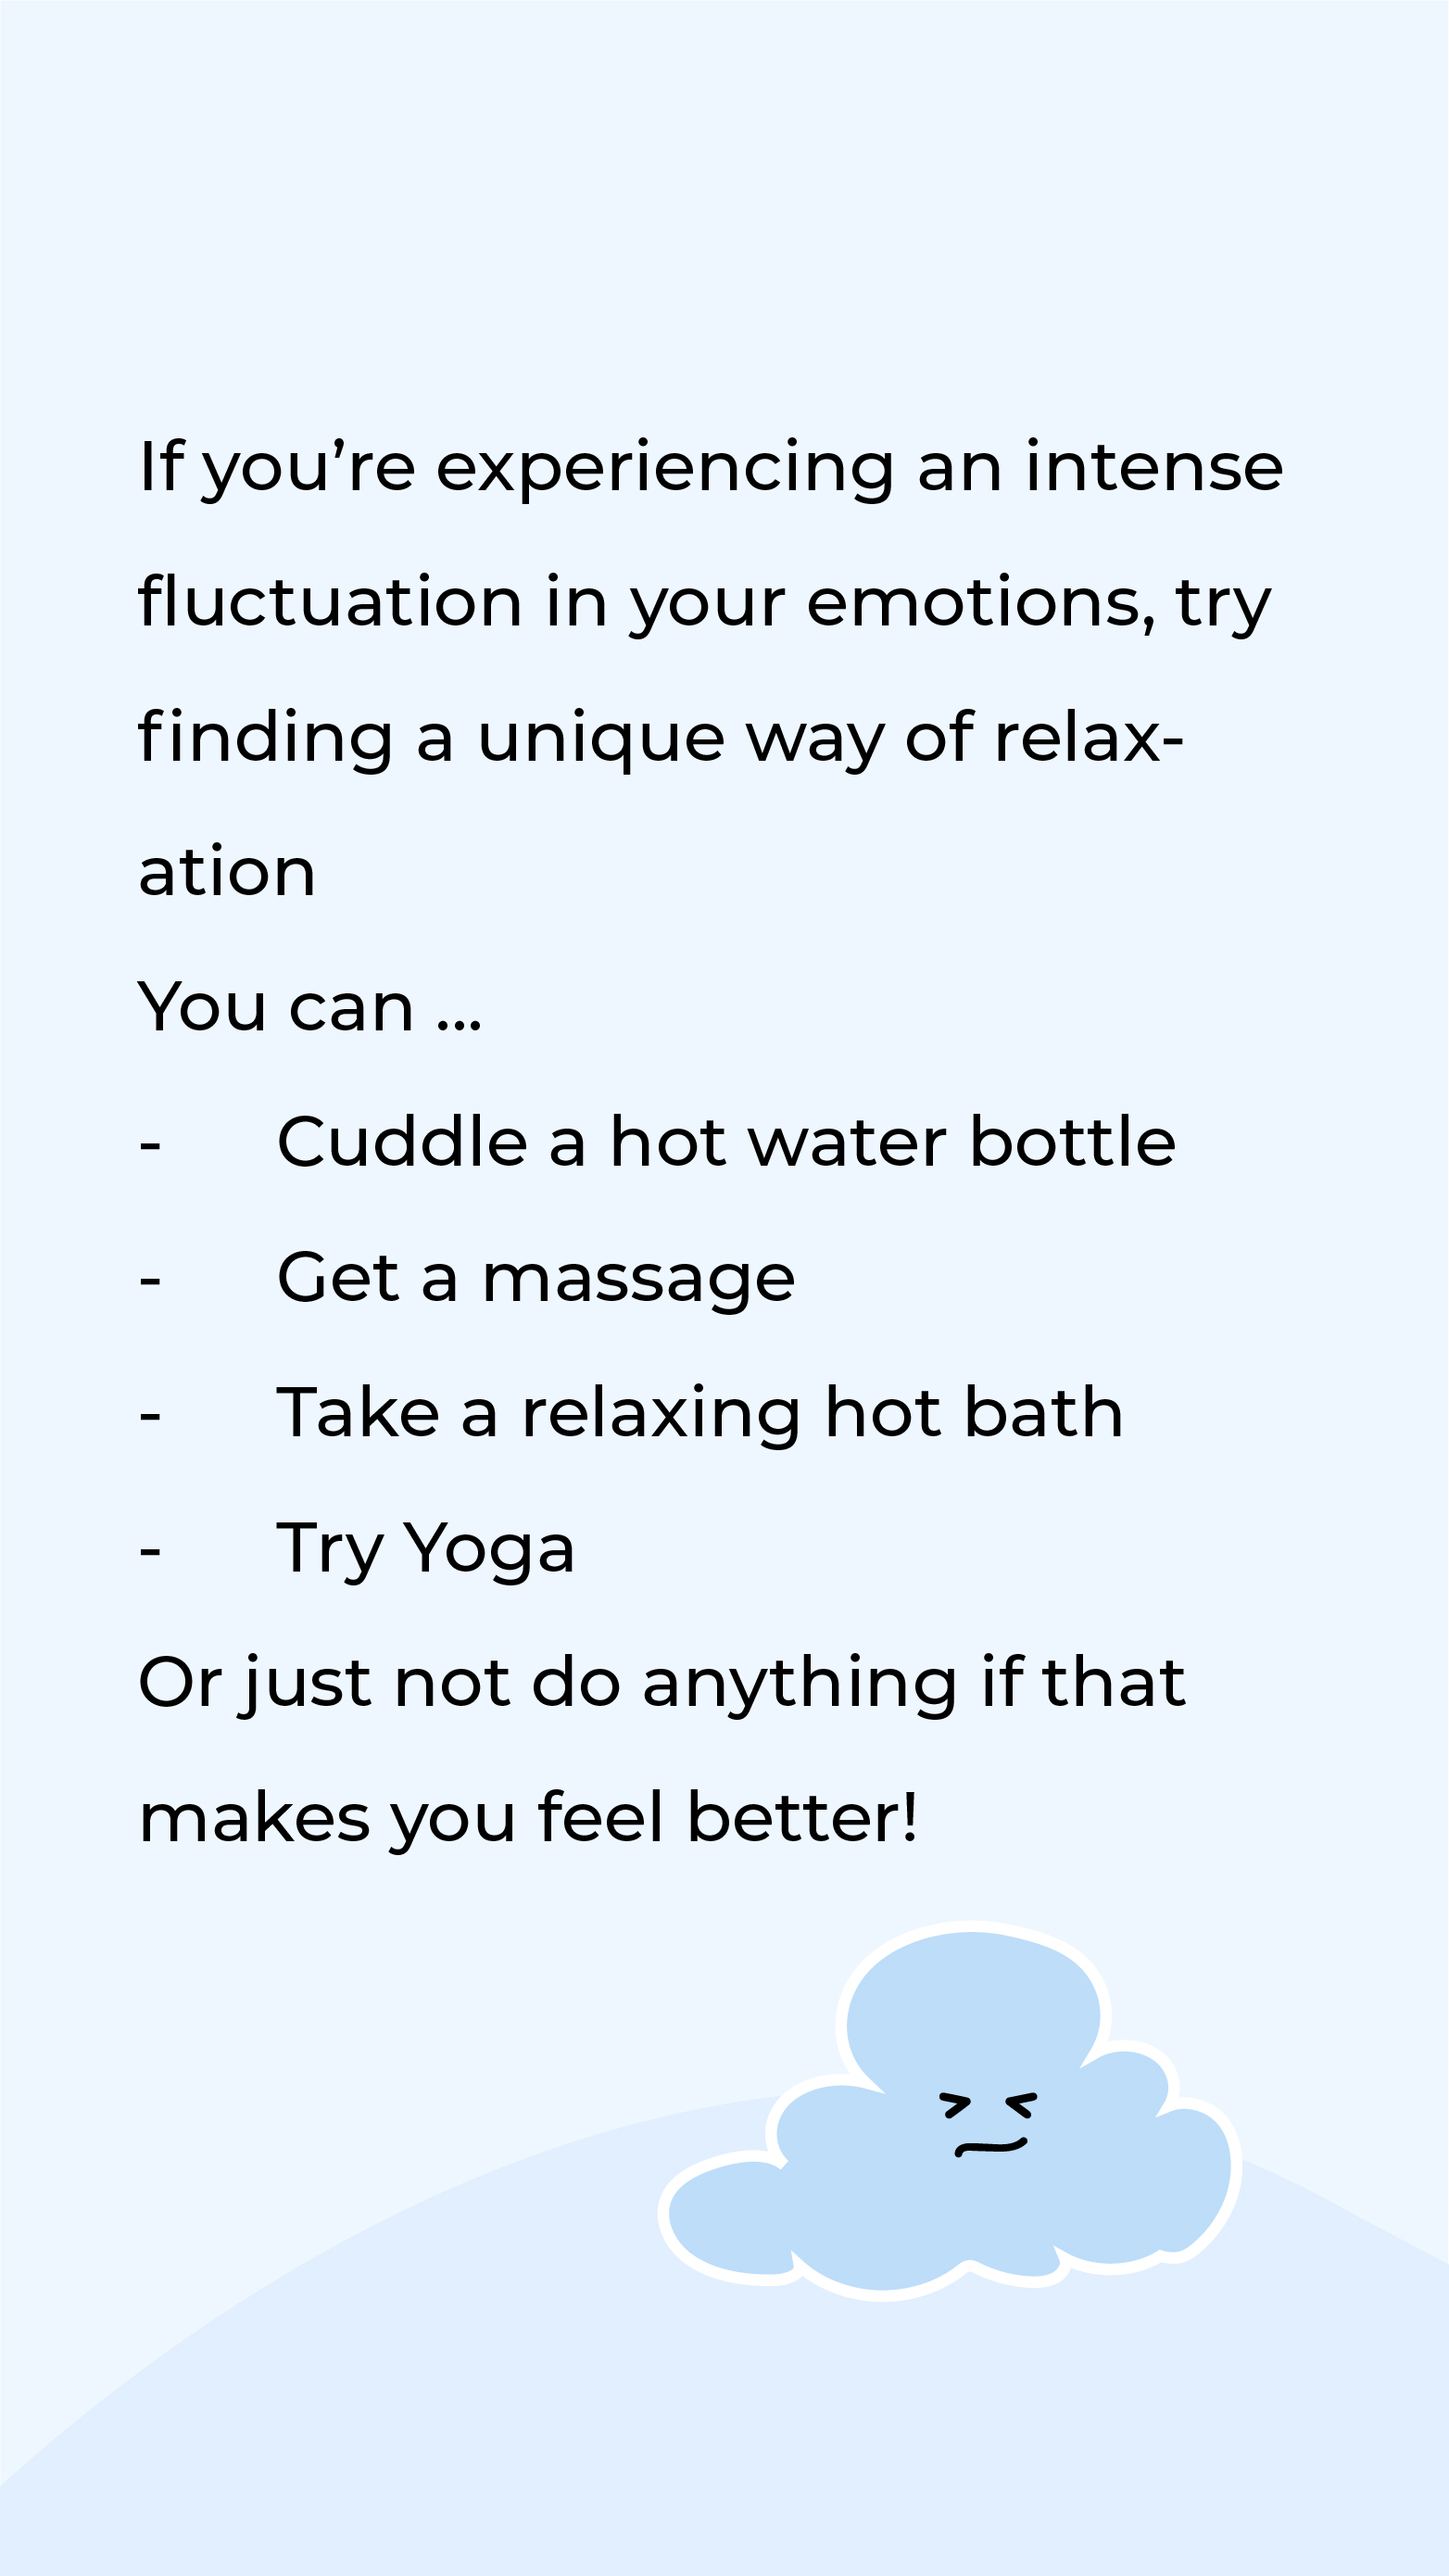 If you’re experiencing an intense
fluctuation in your emotions, try
finding a unique way of relax-
ation
You can ...
- Cuddle a hot water bottle
- Get a massage
- Take a relaxing hot bath
- Try Yoga
Or just not do anything if that
makes you feel better!